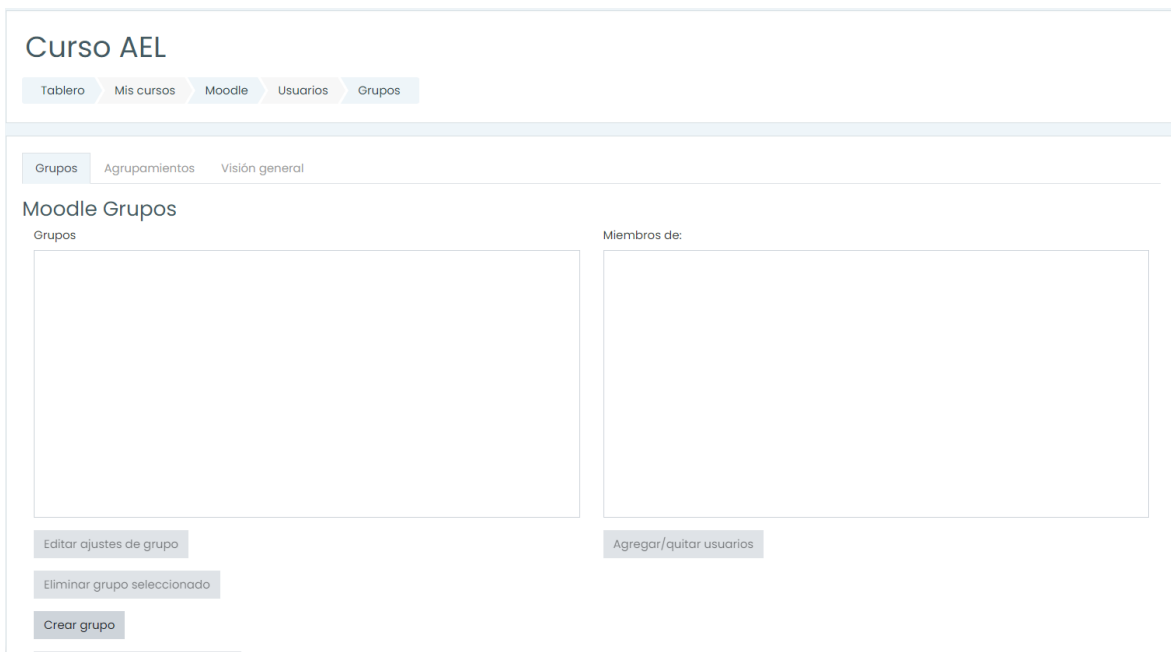 Curso AEL
Tablero Mis cursos Moodle Usuarios Grupos
Grupos Agrupamientos Visión general
Moodle Grupos
Grupos
Miembros de:
Editar ajustes de grupo
Agregar/quitar usuarios
Eliminar grupo seleccionado
Crear grupo